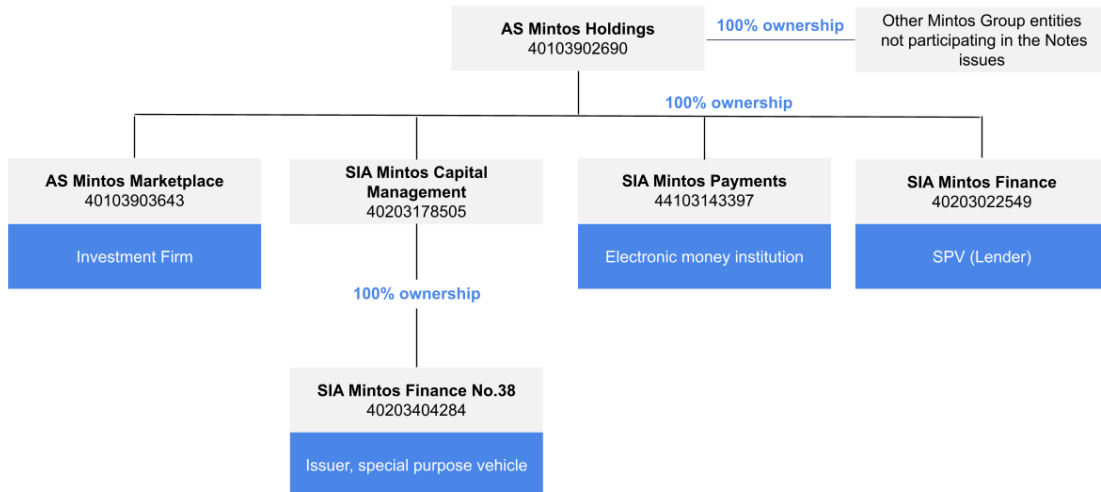 AS Mintos Holdings
40103902690
100% ownership
Other Mintos Group entities
not participating in the Notes
issues
100% ownership
AS Mintos Marketplace
40103903643
Investment Firm
SIA Mintos Capital
Management
40203178505
SIA Mintos Payments
44103143397
Electronic money institution
SIA Mintos Finance
40203022549
SPV (Lender)
100% ownership
SIA Mintos Finance No.38
40203404284
Issuer, special purpose vehicle